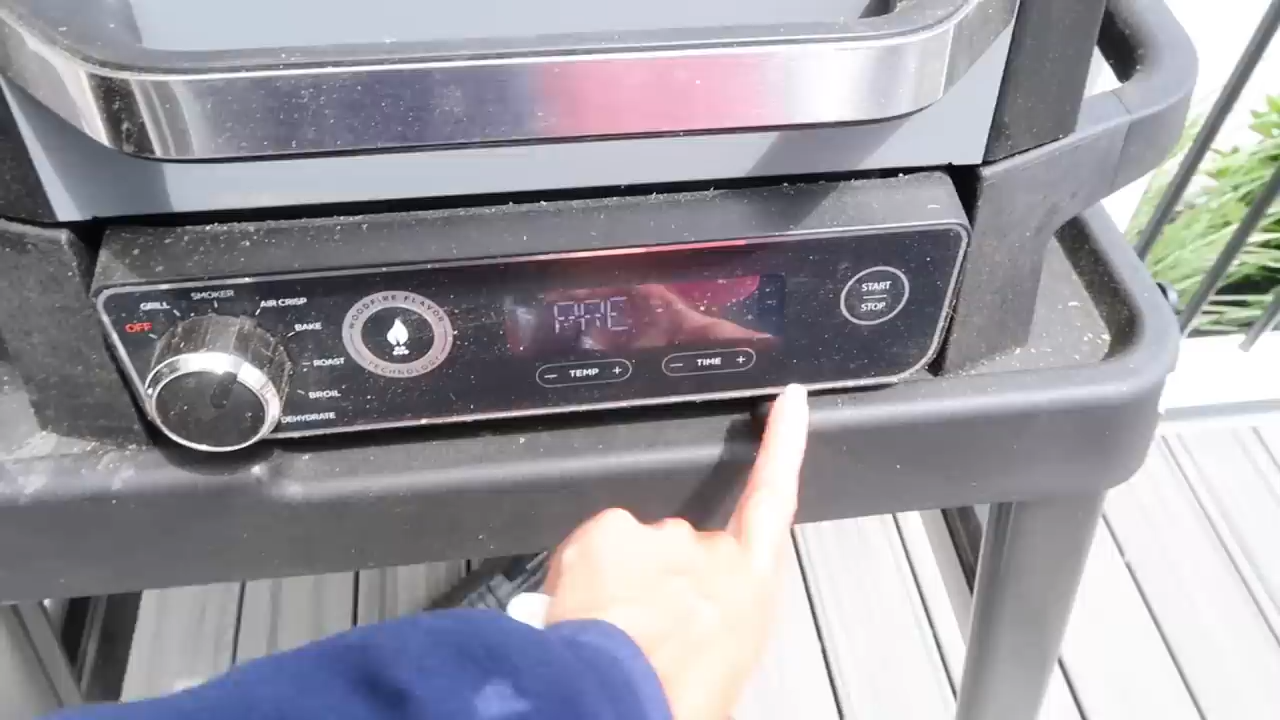 OFF
GRILL
SMOKER
AIR CRISP
BAKE
ROAST
BROIL
DEHYDRATE
WOODFIRE FLAVOR
TECHNOLOGY
PRE
− TEMP +
− TIME +
START
STOP